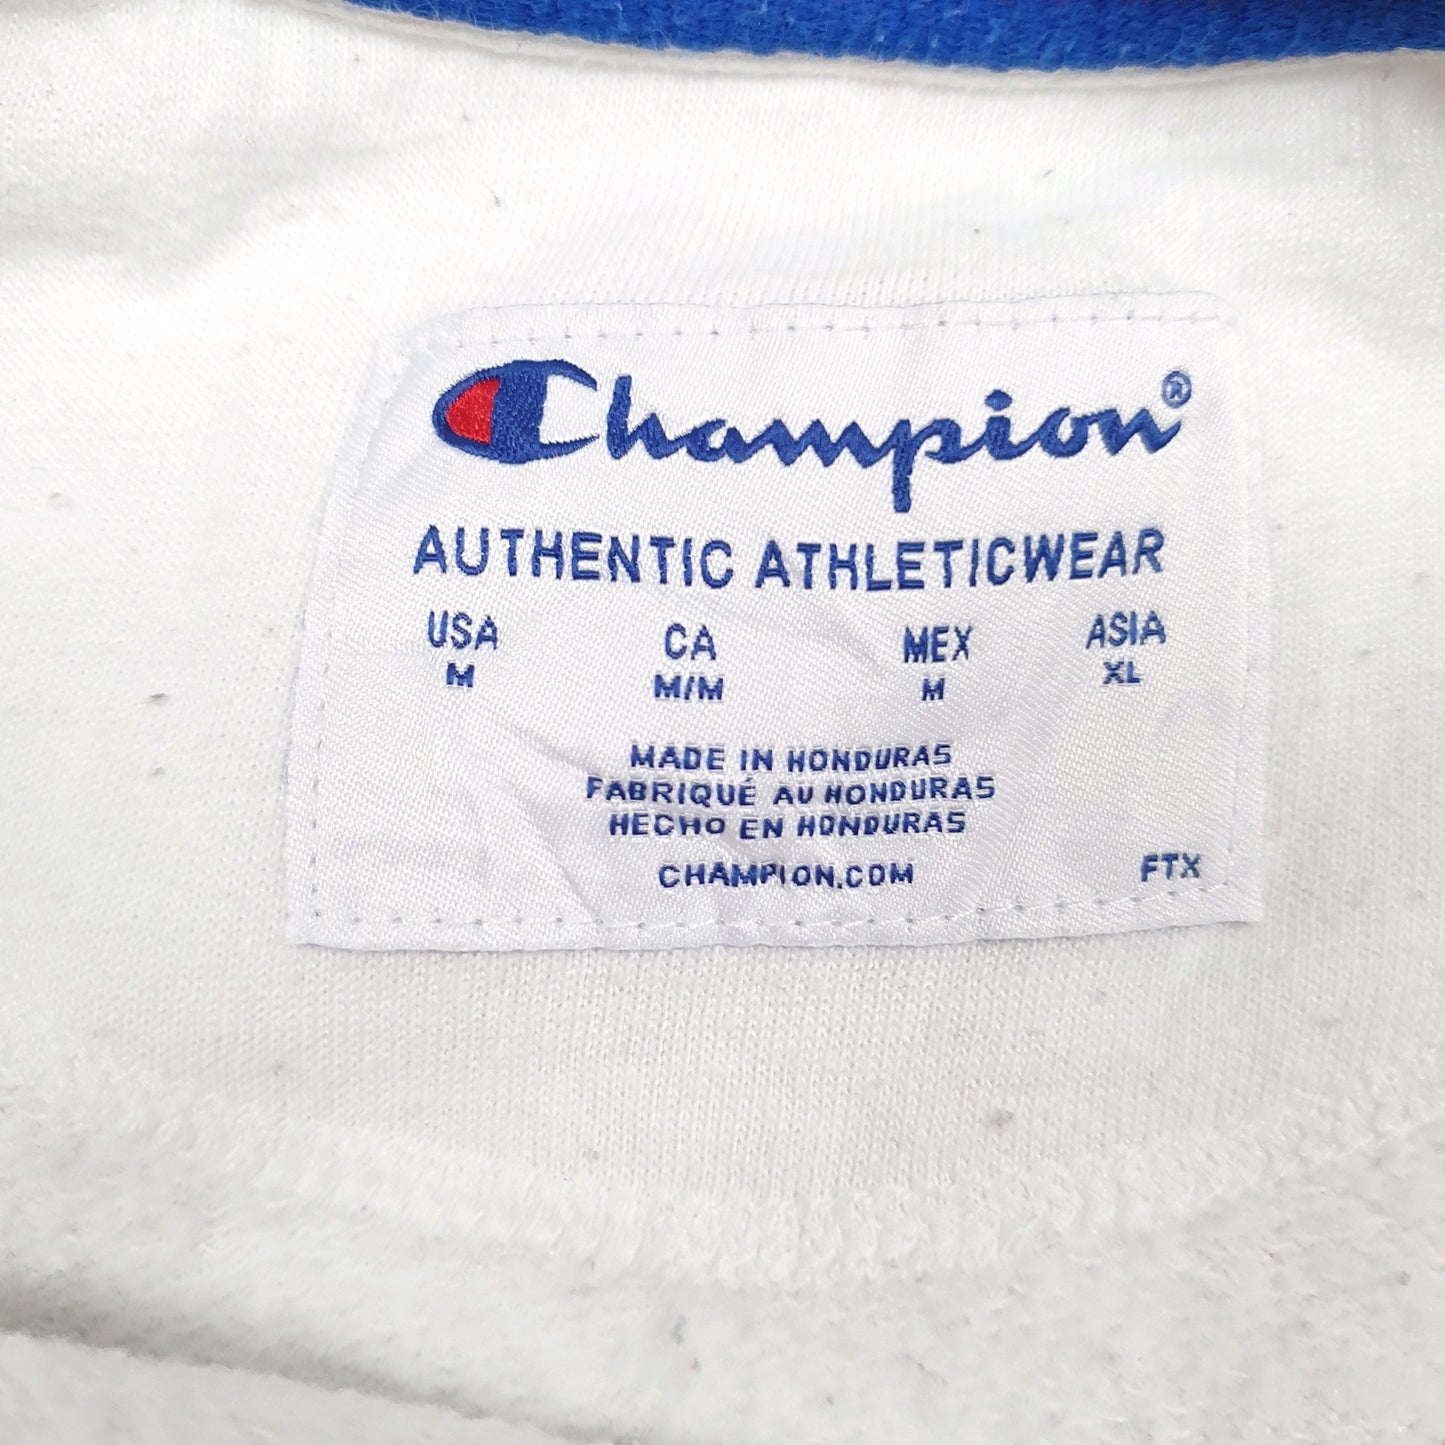 Champion®
AUTHENTIC ATHLETICWEAR
USA CA MEX ASIA
M M/M M XL
MADE IN HONDURAS
FABRIQUÉ AU HONDURAS
HECHO EN HONDURAS
CHAMPION.COM FTX